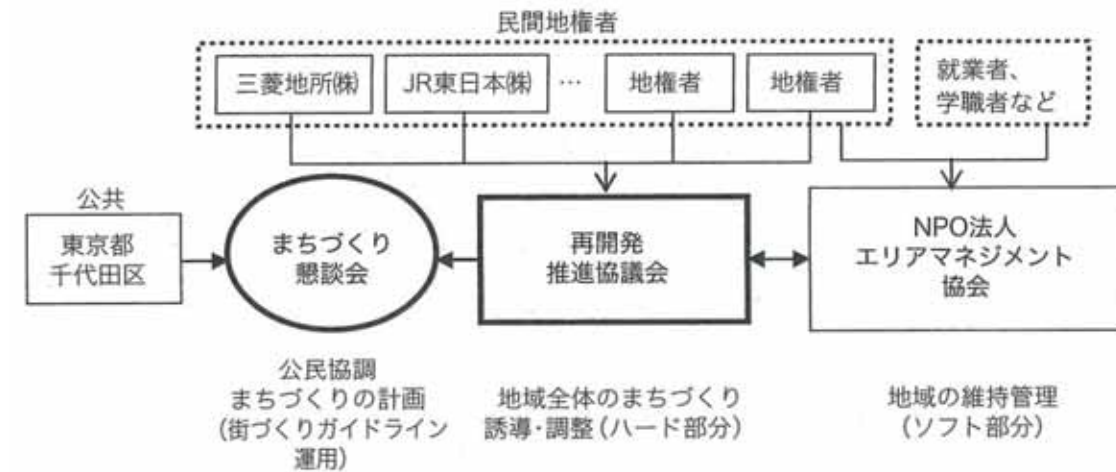 民間地権者
三菱地所㈱
JR東日本㈱
…
地権者
地権者
就業者、
学職者など
公共
東京都
千代田区
まちづくり
懇談会
再開発
推進協議会
NPO法人
エリアマネジメント
協会
公民協調
まちづくりの計画
（街づくりガイドライン
運用）
地域全体のまちづくり
誘導・調整（ハード部分）
地域の維持管理
（ソフト部分）